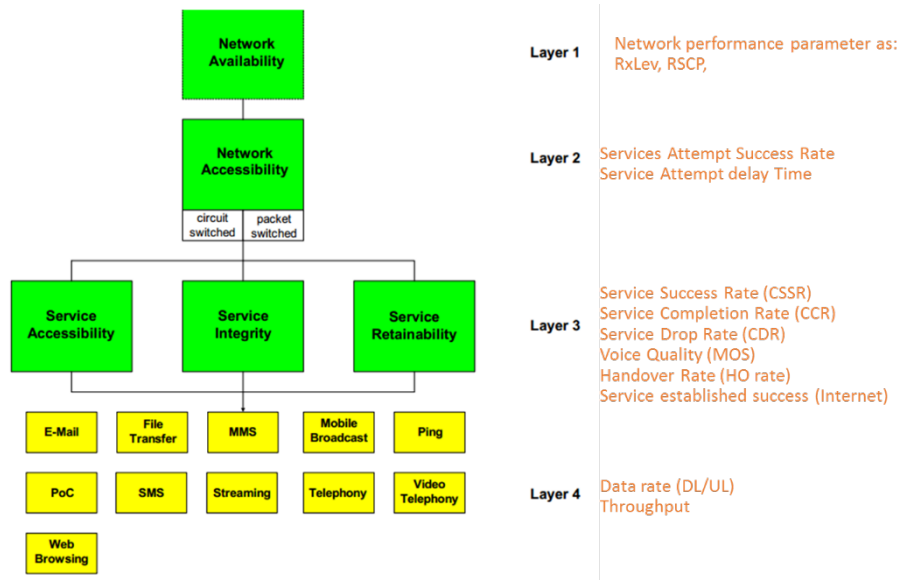 Network
Availability
Layer 1
Network performance parameter as:
RxLev, RSCP,
Network
Accessibility
circuit
switched
packet
switched
Layer 2
Services Attempt Success Rate
Service Attempt delay Time
Service
Accessibility
Service
Integrity
Service
Retainability
Layer 3
Service Success Rate (CSSR)
Service Completion Rate (CCR)
Service Drop Rate (CDR)
Voice Quality (MOS)
Handover Rate (HO rate)
Service established success (Internet)
E-Mail
File
Transfer
MMS
Mobile
Broadcast
Ping
PoC
SMS
Streaming
Telephony
Video
Telephony
Web
Browsing
Layer 4
Data rate (DL/UL)
Throughput